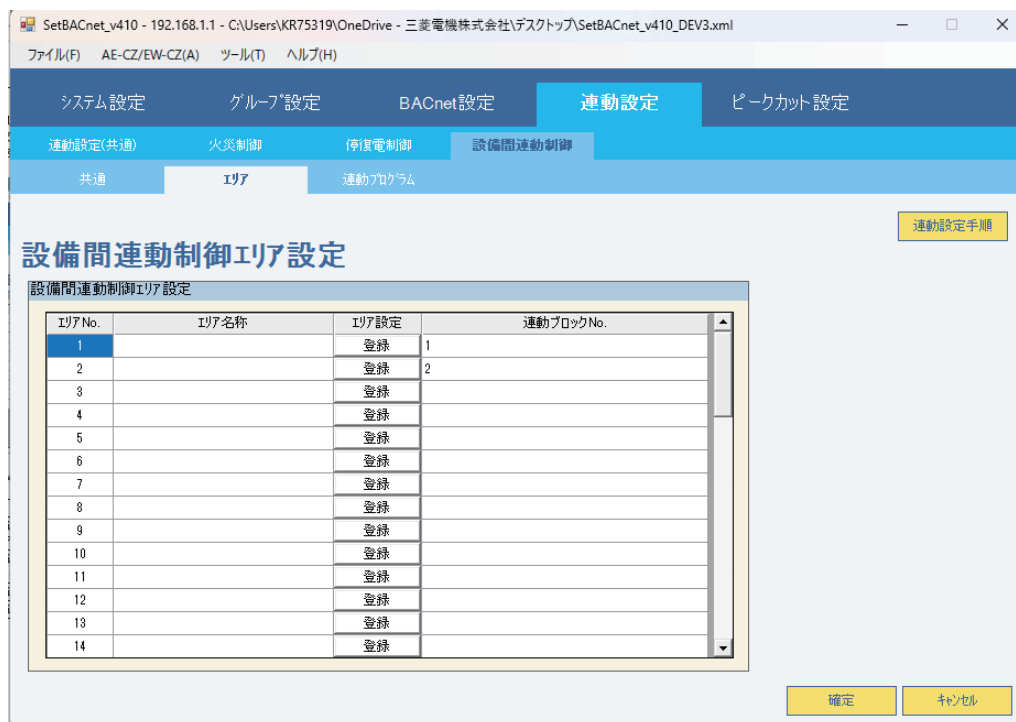 SetBACnet_v410 - 192.168.1.1 - C:\Users\KR75319\OneDrive - 三菱電機株式会社\デスクトップ\SetBACnet_v410_DEV3.xml
ファイル(F) AE-CZ/EW-CZ(A) ツール(T) ヘルプ(H)
システム設定 グループ設定 BACnet設定 連動設定 ピークカット設定
連動設定(共通) 火災制御 停復電制御 設備間連動制御
共通 エリア 連動プログラム
連動設定手順
設備間連動制御エリア設定
設備間連動制御エリア設定
エリアNo. エリア名称 エリア設定 連動ブロックNo.
1 登録 1
2 登録 2
3 登録
4 登録
5 登録
6 登録
7 登録
8 登録
9 登録
10 登録
11 登録
12 登録
13 登録
14 登録
確定 キャンセル